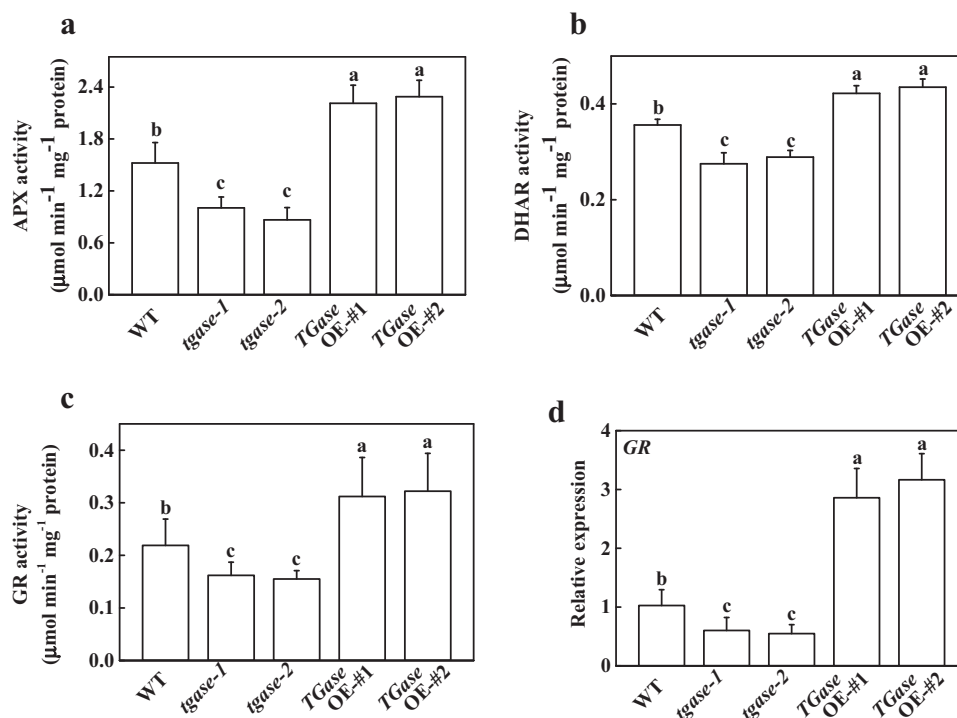 a
APX activity
(µmol min⁻¹ mg⁻¹ protein)
2.4
1.8
1.2
0.6
0.0
b
c
c
a
a
WT
tgase-1
tgase-2
TGase
OE-#1
TGase
OE-#2
b
DHAR activity
(µmol min⁻¹ mg⁻¹ protein)
0.4
0.2
0.0
b
c
c
a
a
WT
tgase-1
tgase-2
TGase
OE-#1
TGase
OE-#2
c
GR activity
(µmol min⁻¹ mg⁻¹ protein)
0.4
0.3
0.2
0.1
0.0
b
c
c
a
a
WT
tgase-1
tgase-2
TGase
OE-#1
TGase
OE-#2
d
GR
Relative expression
4
3
2
1
0
b
c
c
a
a
WT
tgase-1
tgase-2
TGase
OE-#1
TGase
OE-#2